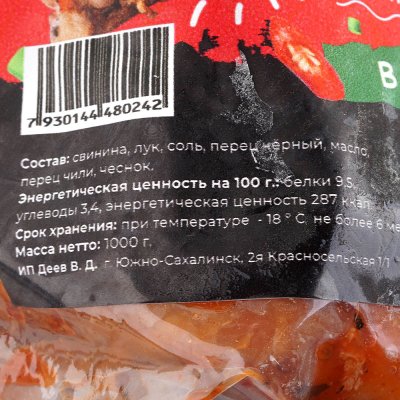 В
7 930144 480242
Состав: свинина, лук, соль, перец черный, масло,
перец чили, чеснок.
Энергетическая ценность на 100 г.: белки 9,5,
углеводы 3,4, энергетическая ценность 287 ккал
Срок хранения: при температуре - 18 ° С. не более 6 ме
Масса нетто: 1000 г.
ИП Деев В. Д. г. Южно-Сахалинск, 2я Красносельская 1/1